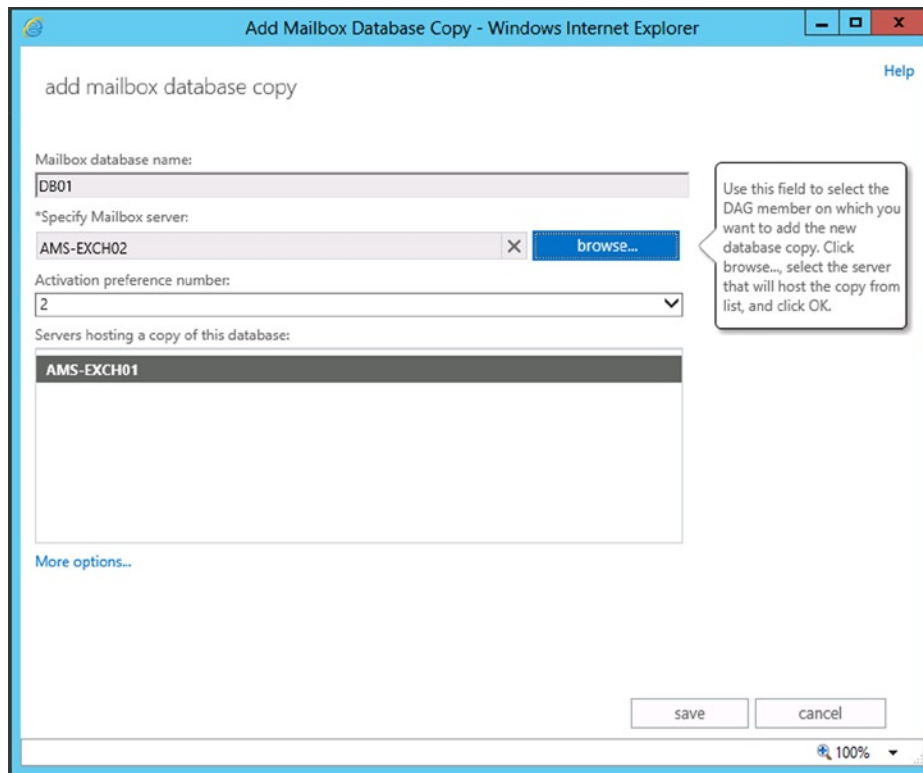 Add Mailbox Database Copy - Windows Internet Explorer
Help
add mailbox database copy
Mailbox database name:
DB01
*Specify Mailbox server:
AMS-EXCH02
browse...
Use this field to select the
DAG member on which you
want to add the new
database copy. Click
browse..., select the server
that will host the copy from
list, and click OK.
Activation preference number:
2
Servers hosting a copy of this database:
AMS-EXCH01
More options...
save
cancel
100%